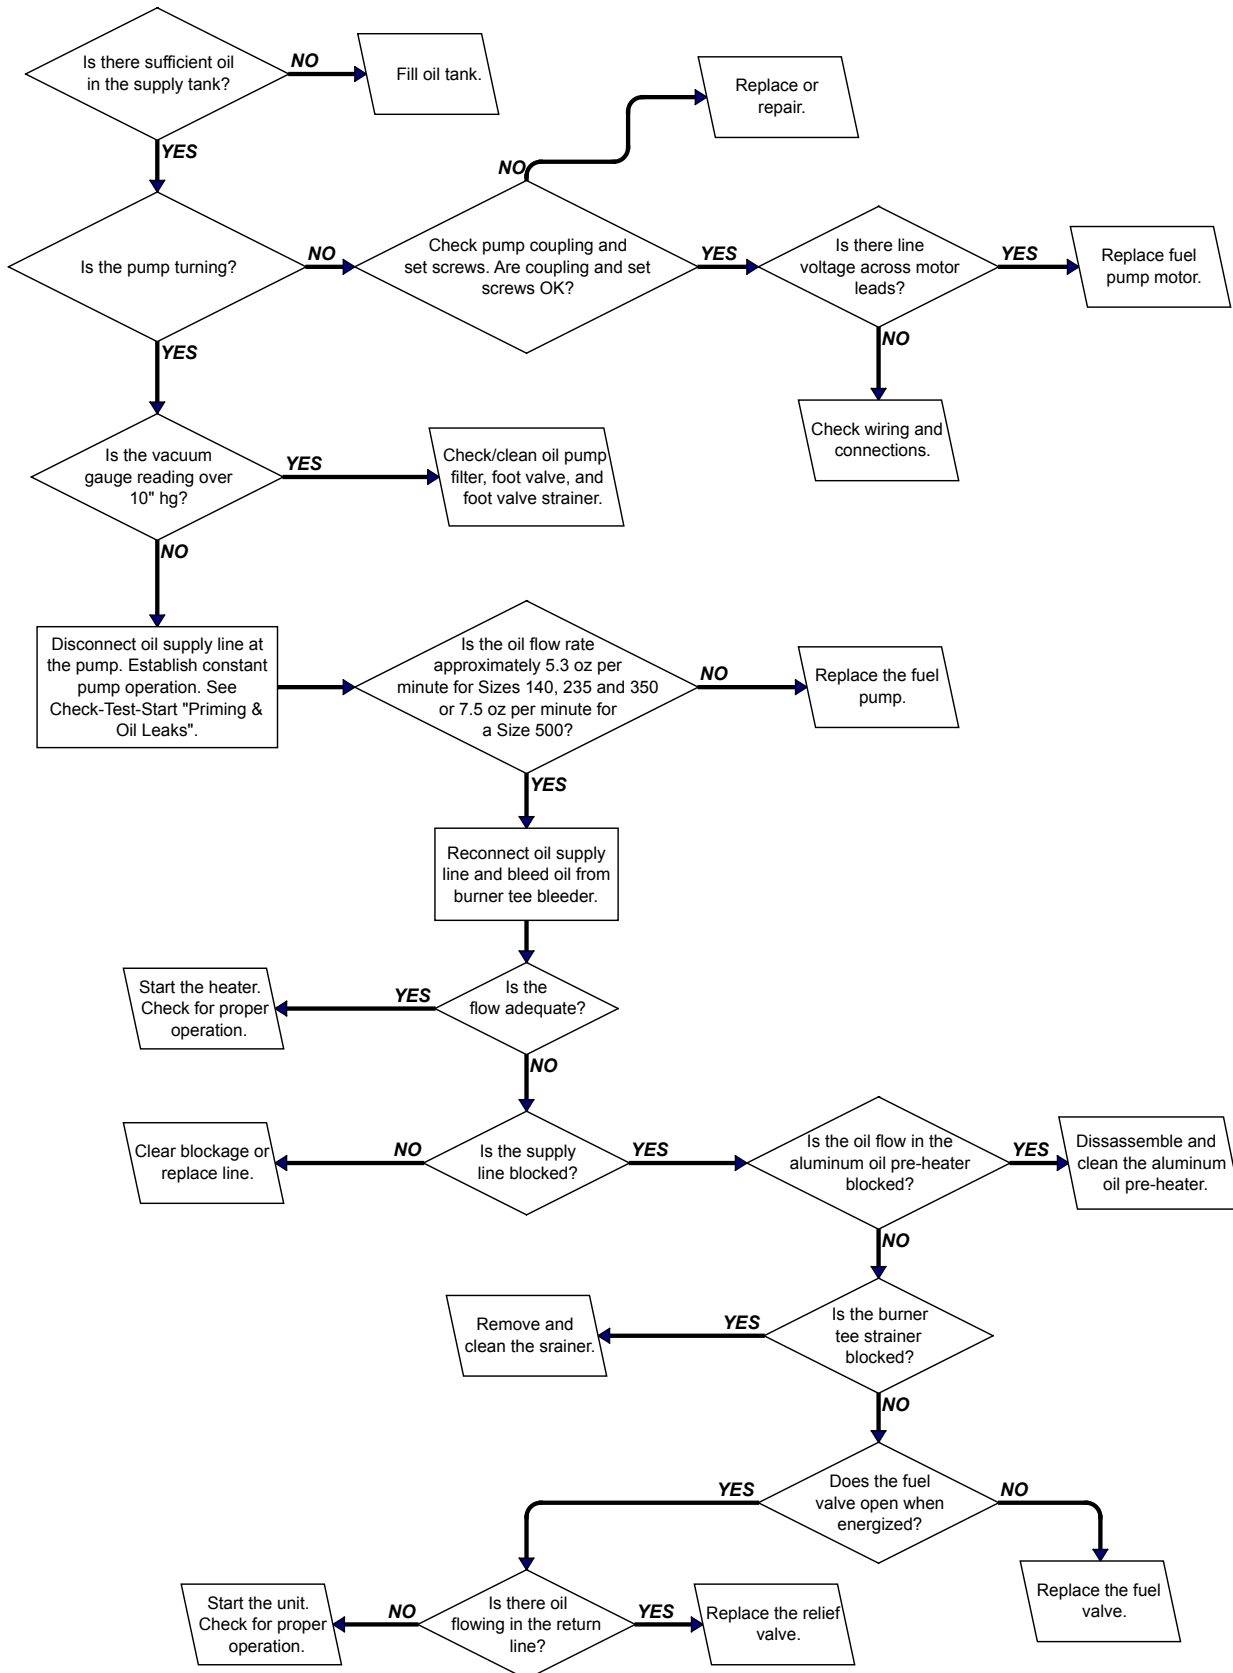 Is there sufficient oil
in the supply tank?
NO
Fill oil tank.
Replace or
repair.
YES
NO
Is the pump turning?
NO
Check pump coupling and
set screws. Are coupling and set
screws OK?
YES
Is there line
voltage across motor
leads?
YES
Replace fuel
pump motor.
YES
NO
Check wiring and
connections.
Is the vacuum
gauge reading over
10" hg?
YES
Check/clean oil pump
filter, foot valve, and
foot valve strainer.
NO
Disconnect oil supply line at
the pump. Establish constant
pump operation. See
Check-Test-Start "Priming &
Oil Leaks".
Is the oil flow rate
approximately 5.3 oz per
minute for Sizes 140, 235 and 350
or 7.5 oz per minute for
a Size 500?
NO
Replace the fuel
pump.
YES
Reconnect oil supply
line and bleed oil from
burner tee bleeder.
Start the heater.
Check for proper
operation.
YES
Is the
flow adequate?
NO
Clear blockage or
replace line.
NO
Is the supply
line blocked?
YES
Is the oil flow in the
aluminum oil pre-heater
blocked?
YES
Dissassemble and
clean the aluminum
oil pre-heater.
NO
Remove and
clean the srainer.
YES
Is the burner
tee strainer
blocked?
NO
YES
Does the fuel
valve open when
energized?
NO
Replace the fuel
valve.
Start the unit.
Check for proper
operation.
NO
Is there oil
flowing in the return
line?
YES
Replace the relief
valve.